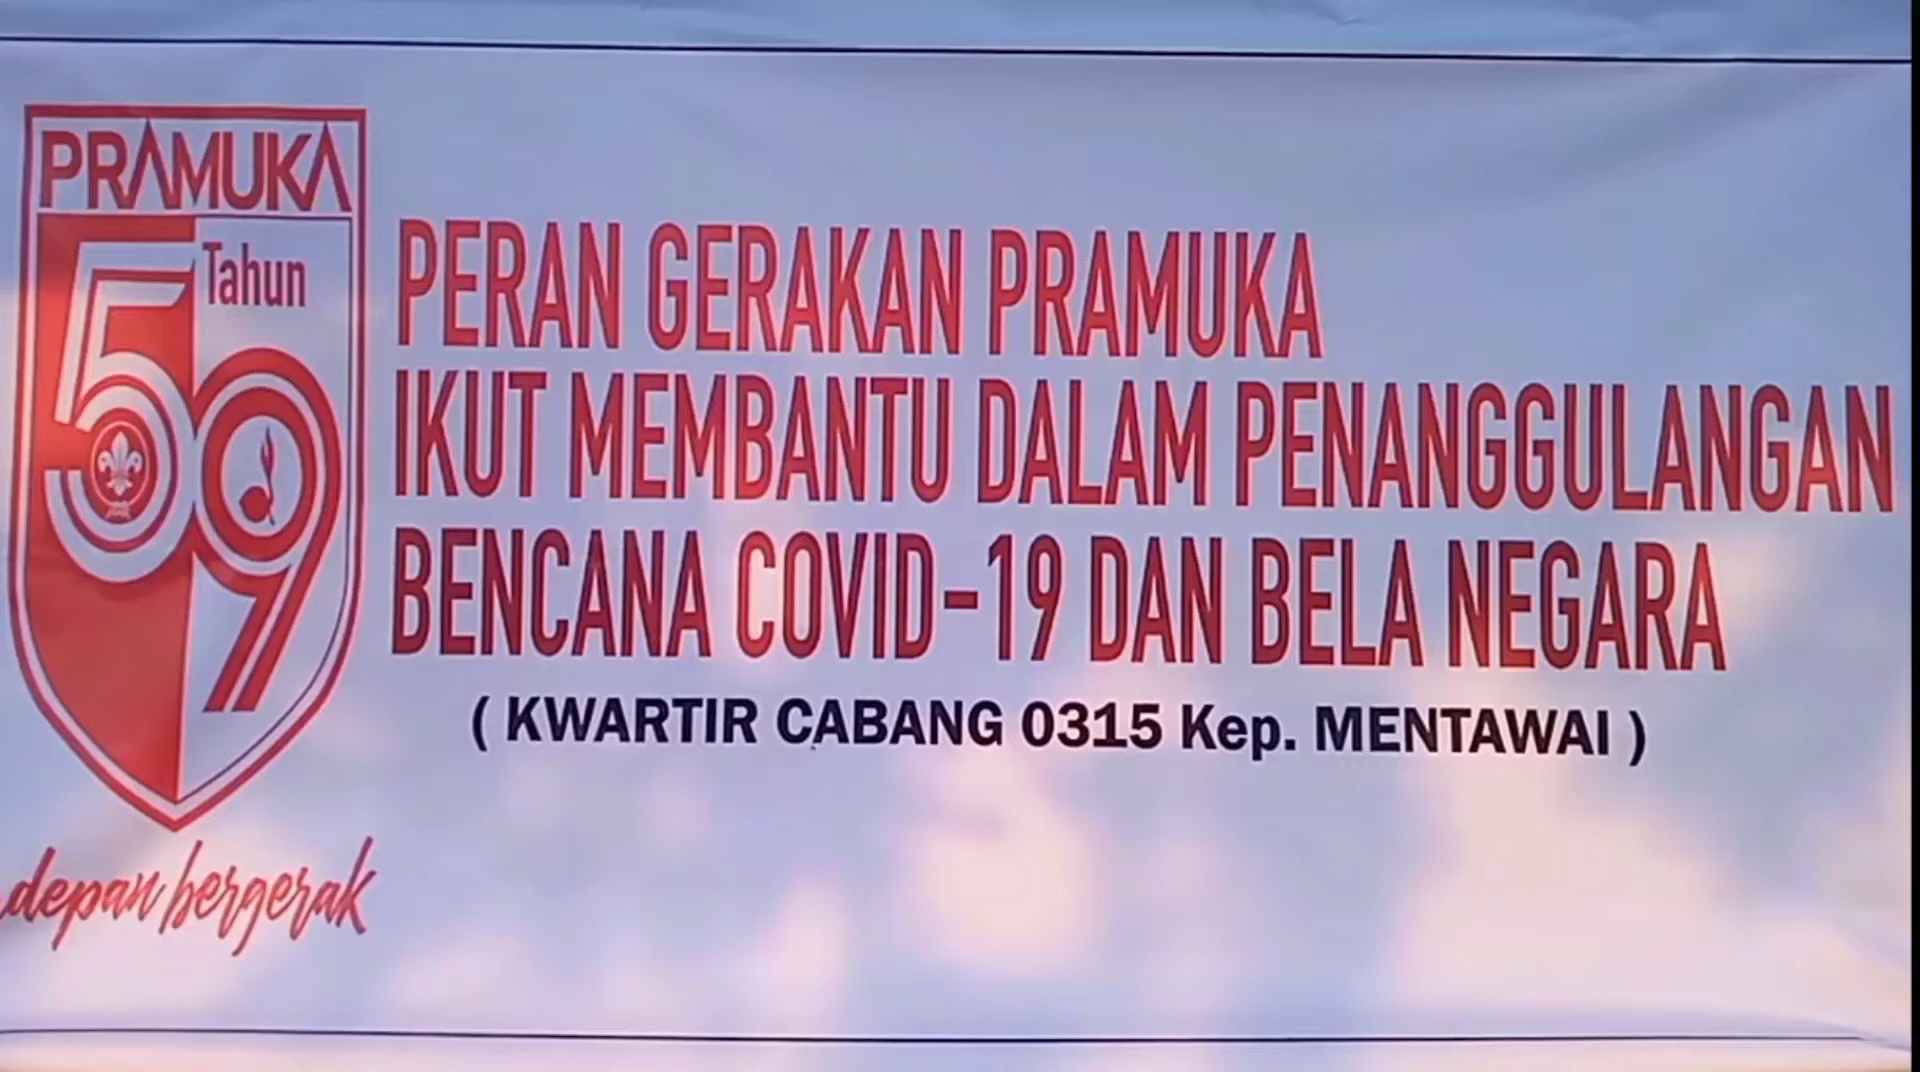 PRAMUKA
59 Tahun
PERAN GERAKAN PRAMUKA
IKUT MEMBANTU DALAM PENANGGULANGAN
BENCANA COVID-19 DAN BELA NEGARA
( KWARTIR CABANG 0315 Kep. MENTAWAI )
depan bergerak